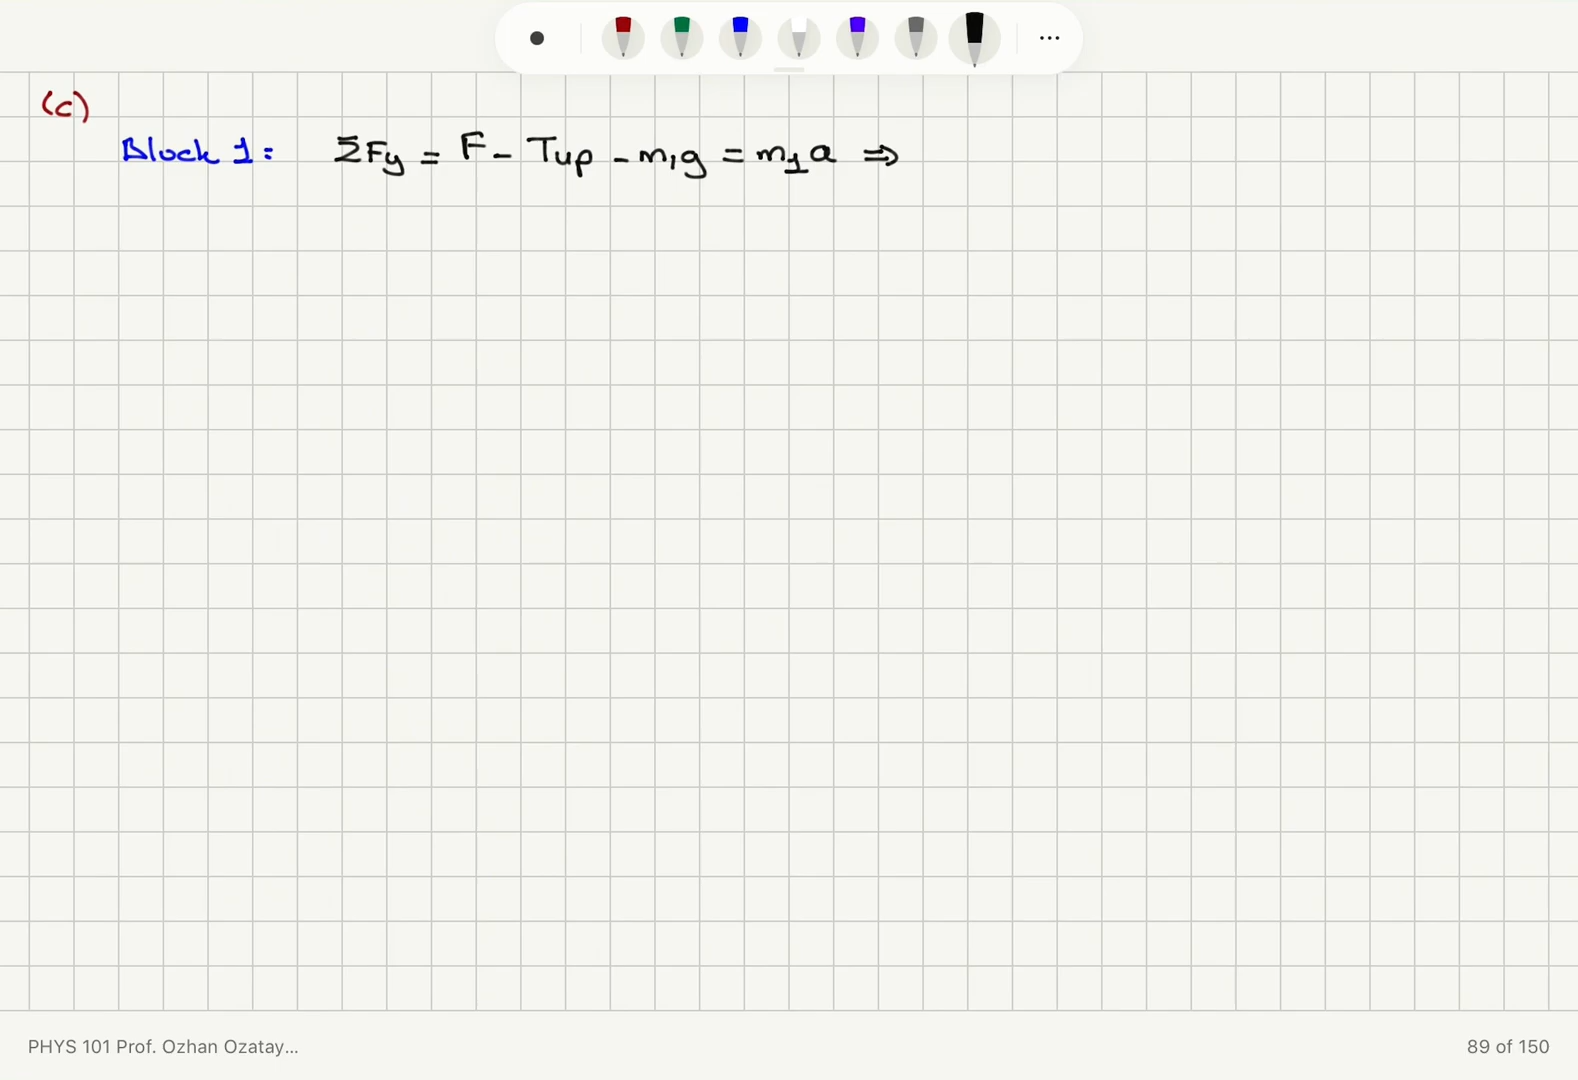 (c)
Block 1: ΣFy = F - Tup - m₁g = m₁a ⇒
PHYS 101 Prof. Ozhan Ozatay...
89 of 150